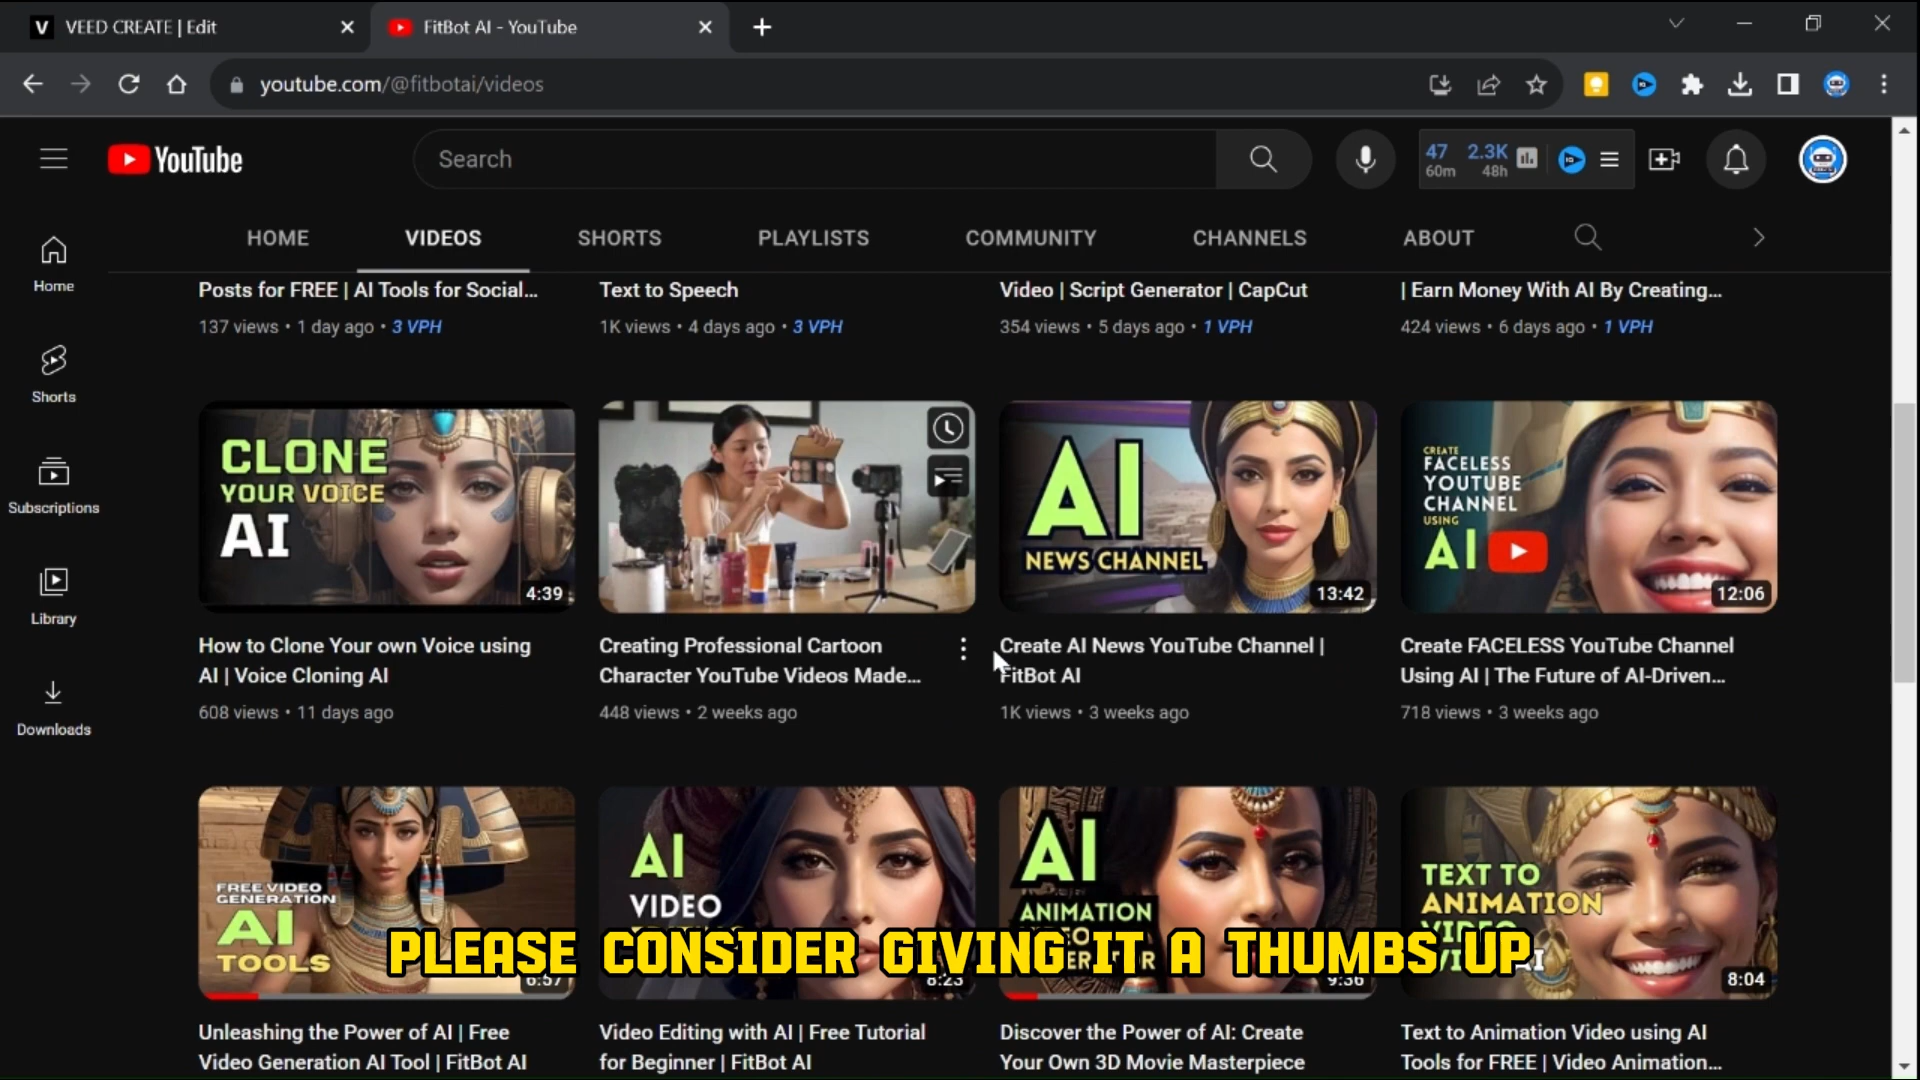 VEED CREATE | Edit
FitBot AI - YouTube
youtube.com/@fitbotai/videos
YouTube
Search
47 2.3K
60m 48h
HOME VIDEOS SHORTS PLAYLISTS COMMUNITY CHANNELS ABOUT
Home
Shorts
Subscriptions
Library
Downloads
Posts for FREE | AI Tools for Social...
137 views • 1 day ago • 3 VPH
Text to Speech
1K views • 4 days ago • 3 VPH
Video | Script Generator | CapCut
354 views • 5 days ago • 1 VPH
| Earn Money With AI By Creating...
424 views • 6 days ago • 1 VPH
CLONE
YOUR VOICE
AI
4:39
How to Clone Your own Voice using
AI | Voice Cloning AI
608 views • 11 days ago
Creating Professional Cartoon
Character YouTube Videos Made...
448 views • 2 weeks ago
AI
NEWS CHANNEL
13:42
Create AI News YouTube Channel |
FitBot AI
1K views • 3 weeks ago
CREATE
FACELESS
YOUTUBE
CHANNEL
USING
AI
12:06
Create FACELESS YouTube Channel
Using AI | The Future of AI-Driven...
718 views • 3 weeks ago
FREE VIDEO
GENERATION
AI
TOOLS
6:57
Unleashing the Power of AI | Free
Video Generation AI Tool | FitBot AI
AI
VIDEO
8:23
Video Editing with AI | Free Tutorial
for Beginner | FitBot AI
AI
ANIMATION
9:36
Discover the Power of AI: Create
Your Own 3D Movie Masterpiece
TEXT TO
ANIMATION
VIDEO
AI
8:04
Text to Animation Video using AI
Tools for FREE | Video Animation...
PLEASE CONSIDER GIVING IT A THUMBS UP